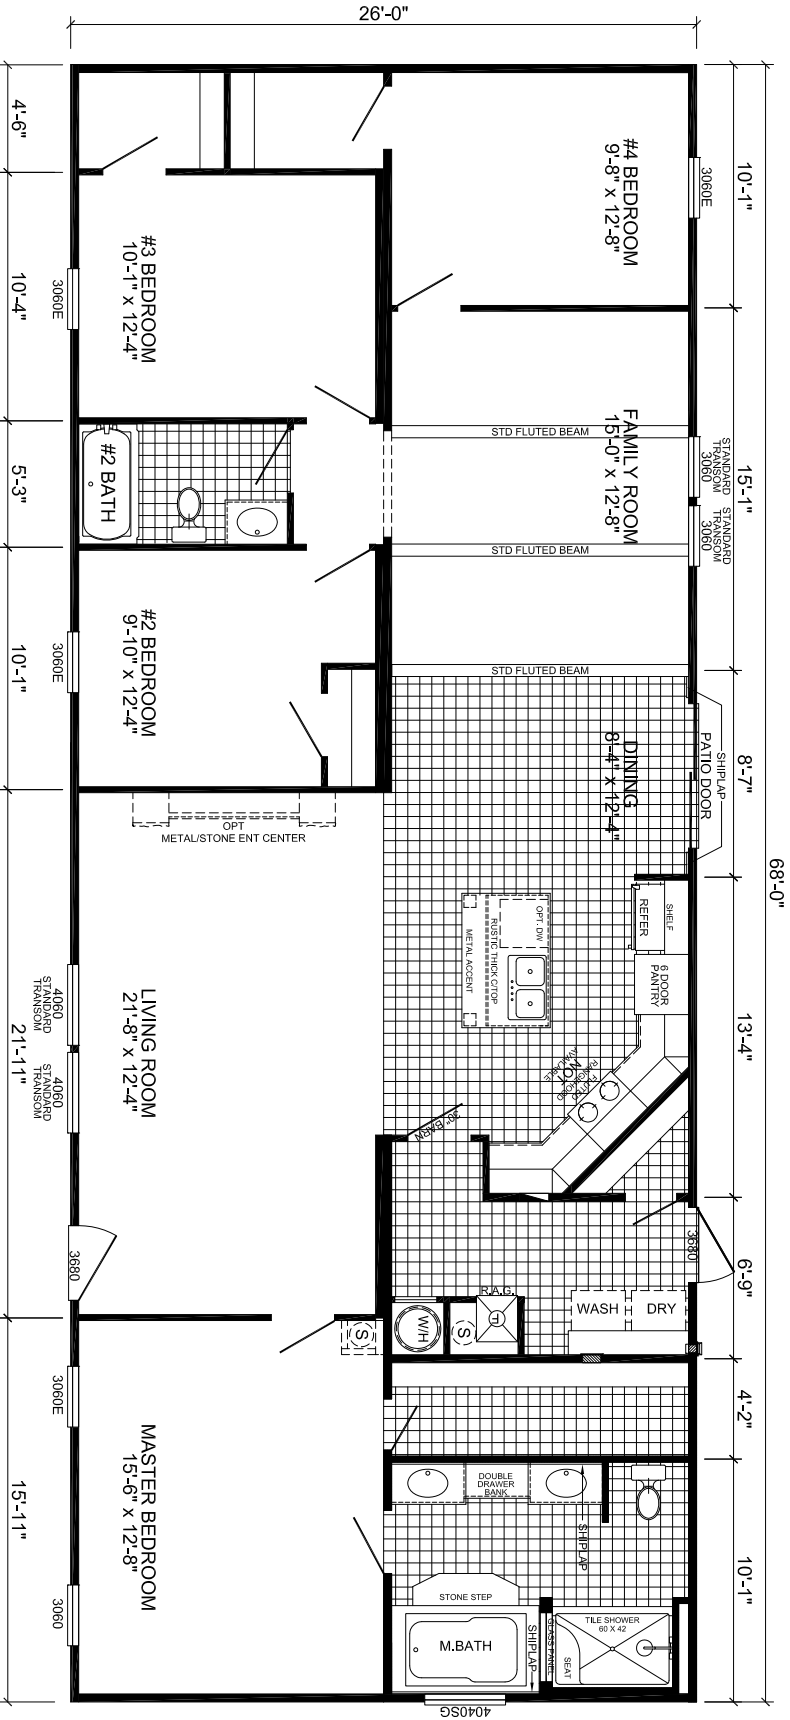 26'-0"
4'-6"
10'-4"
5'-3"
10'-1"
21'-11"
15'-11"
10'-1"
15'-1"
8'-7"
13'-4"
6'-9"
4'-2"
10'-1"
68'-0"
#4 BEDROOM
9'-8" x 12'-8"
3060E
#3 BEDROOM
10'-1" x 12'-4"
3060E
FAMILY ROOM
15'-0" x 12'-8"
STD FLUTED BEAM
STD FLUTED BEAM
STD FLUTED BEAM
STANDARD
TRANSOM
3060
STANDARD
TRANSOM
3060
#2 BATH
#2 BEDROOM
9'-10" x 12'-4"
3060E
DINING
8'-4" x 12'-4"
PATIO DOOR
SHIPLAP
OPT
METAL/STONE ENT CENTER
REFER
SHELF
6 DOOR
PANTRY
OPT. DW
RUSTIC THICK C/TOP
METAL ACCENT
FLUTED
RANGEHOOD
NOT
AVAILABLE
30" BARN
LIVING ROOM
21'-8" x 12'-4"
4060
STANDARD
TRANSOM
4060
STANDARD
TRANSOM
3680
3680
R.A.G.
W/H
S
F
WASH
DRY
S
MASTER BEDROOM
15'-6" x 12'-8"
3060E
3060
DOUBLE
DRAWER
BANK
SHIPLAP
STONE STEP
M.BATH
SHIPLAP
GLASS PANEL
TILE SHOWER
60 X 42
SEAT
4040SG